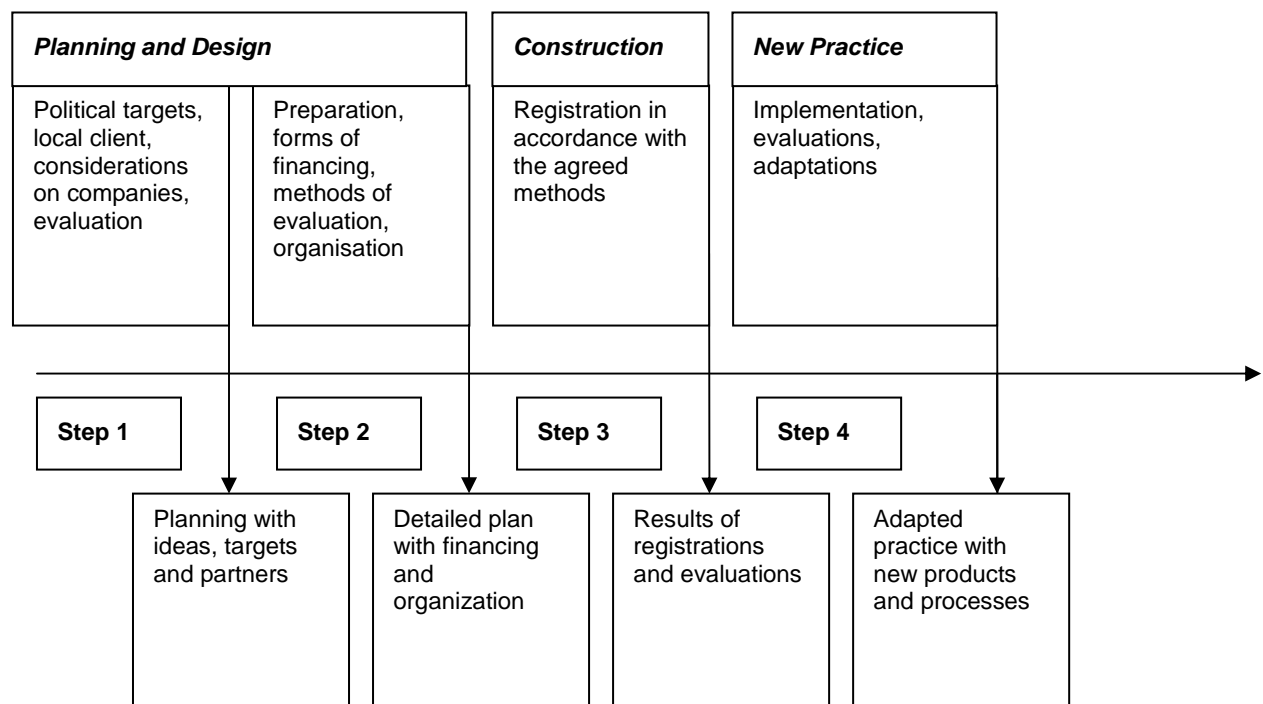 Planning and Design
Construction
New Practice
Political targets,
local client,
considerations
on companies,
evaluation
Preparation,
forms of
financing,
methods of
evaluation,
organisation
Registration in
accordance with
the agreed
methods
Implementation,
evaluations,
adaptations
Step 1
Step 2
Step 3
Step 4
Planning with
ideas, targets
and partners
Detailed plan
with financing
and
organization
Results of
registrations
and evaluations
Adapted
practice with
new products
and processes